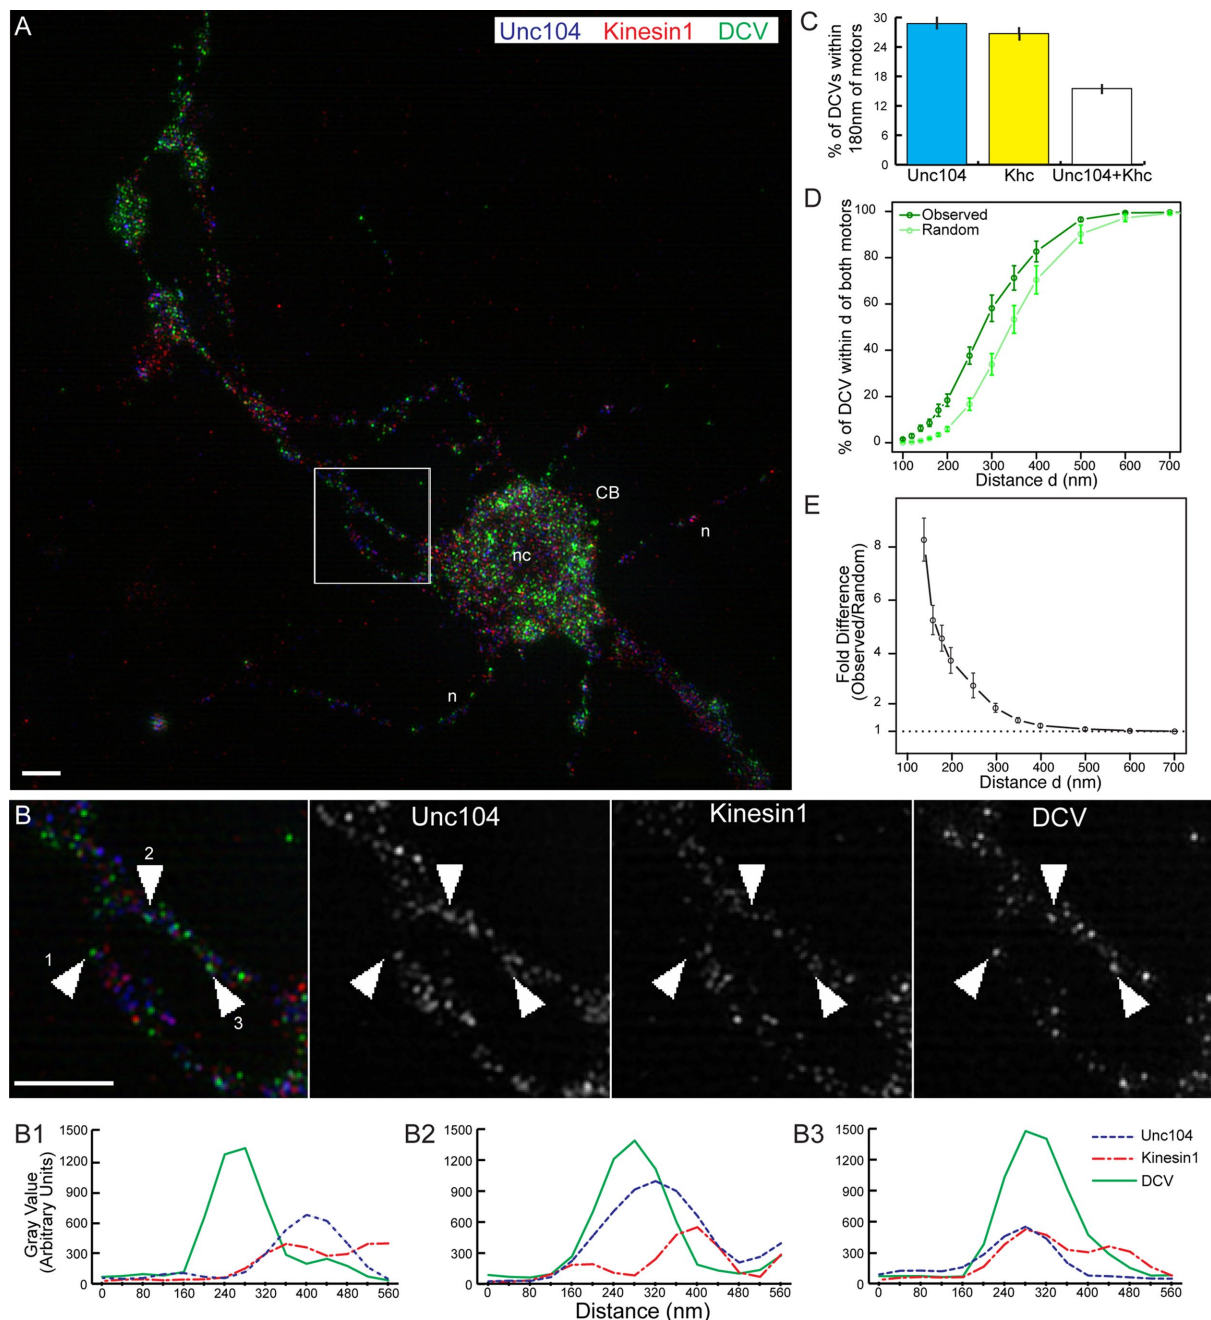 A
Unc104 Kinesin1 DCV
CB
nc
n
n
C
% of DCVs within
180nm of motors
30
24
18
12
6
0
Unc104 Khc Unc104+Khc
D
Observed
Random
% of DCV within d of both motors
100
80
60
40
20
0
100 200 300 400 500 600 700
Distance d (nm)
E
Fold Difference
(Observed/Random)
8
6
4
2
1
100 200 300 400 500 600 700
Distance d (nm)
B
Unc104
Kinesin1
DCV
2
1
3
B1
(Gray Value
(Arbitrary Units)
1500
1200
900
600
300
0
0 80 160 240 320 400 480 560
B2
1500
1200
900
600
300
0
0 80 160 240 320 400 480 560
Distance (nm)
B3
1500
1200
900
600
300
0
0 80 160 240 320 400 480 560
Unc104
Kinesin1
DCV